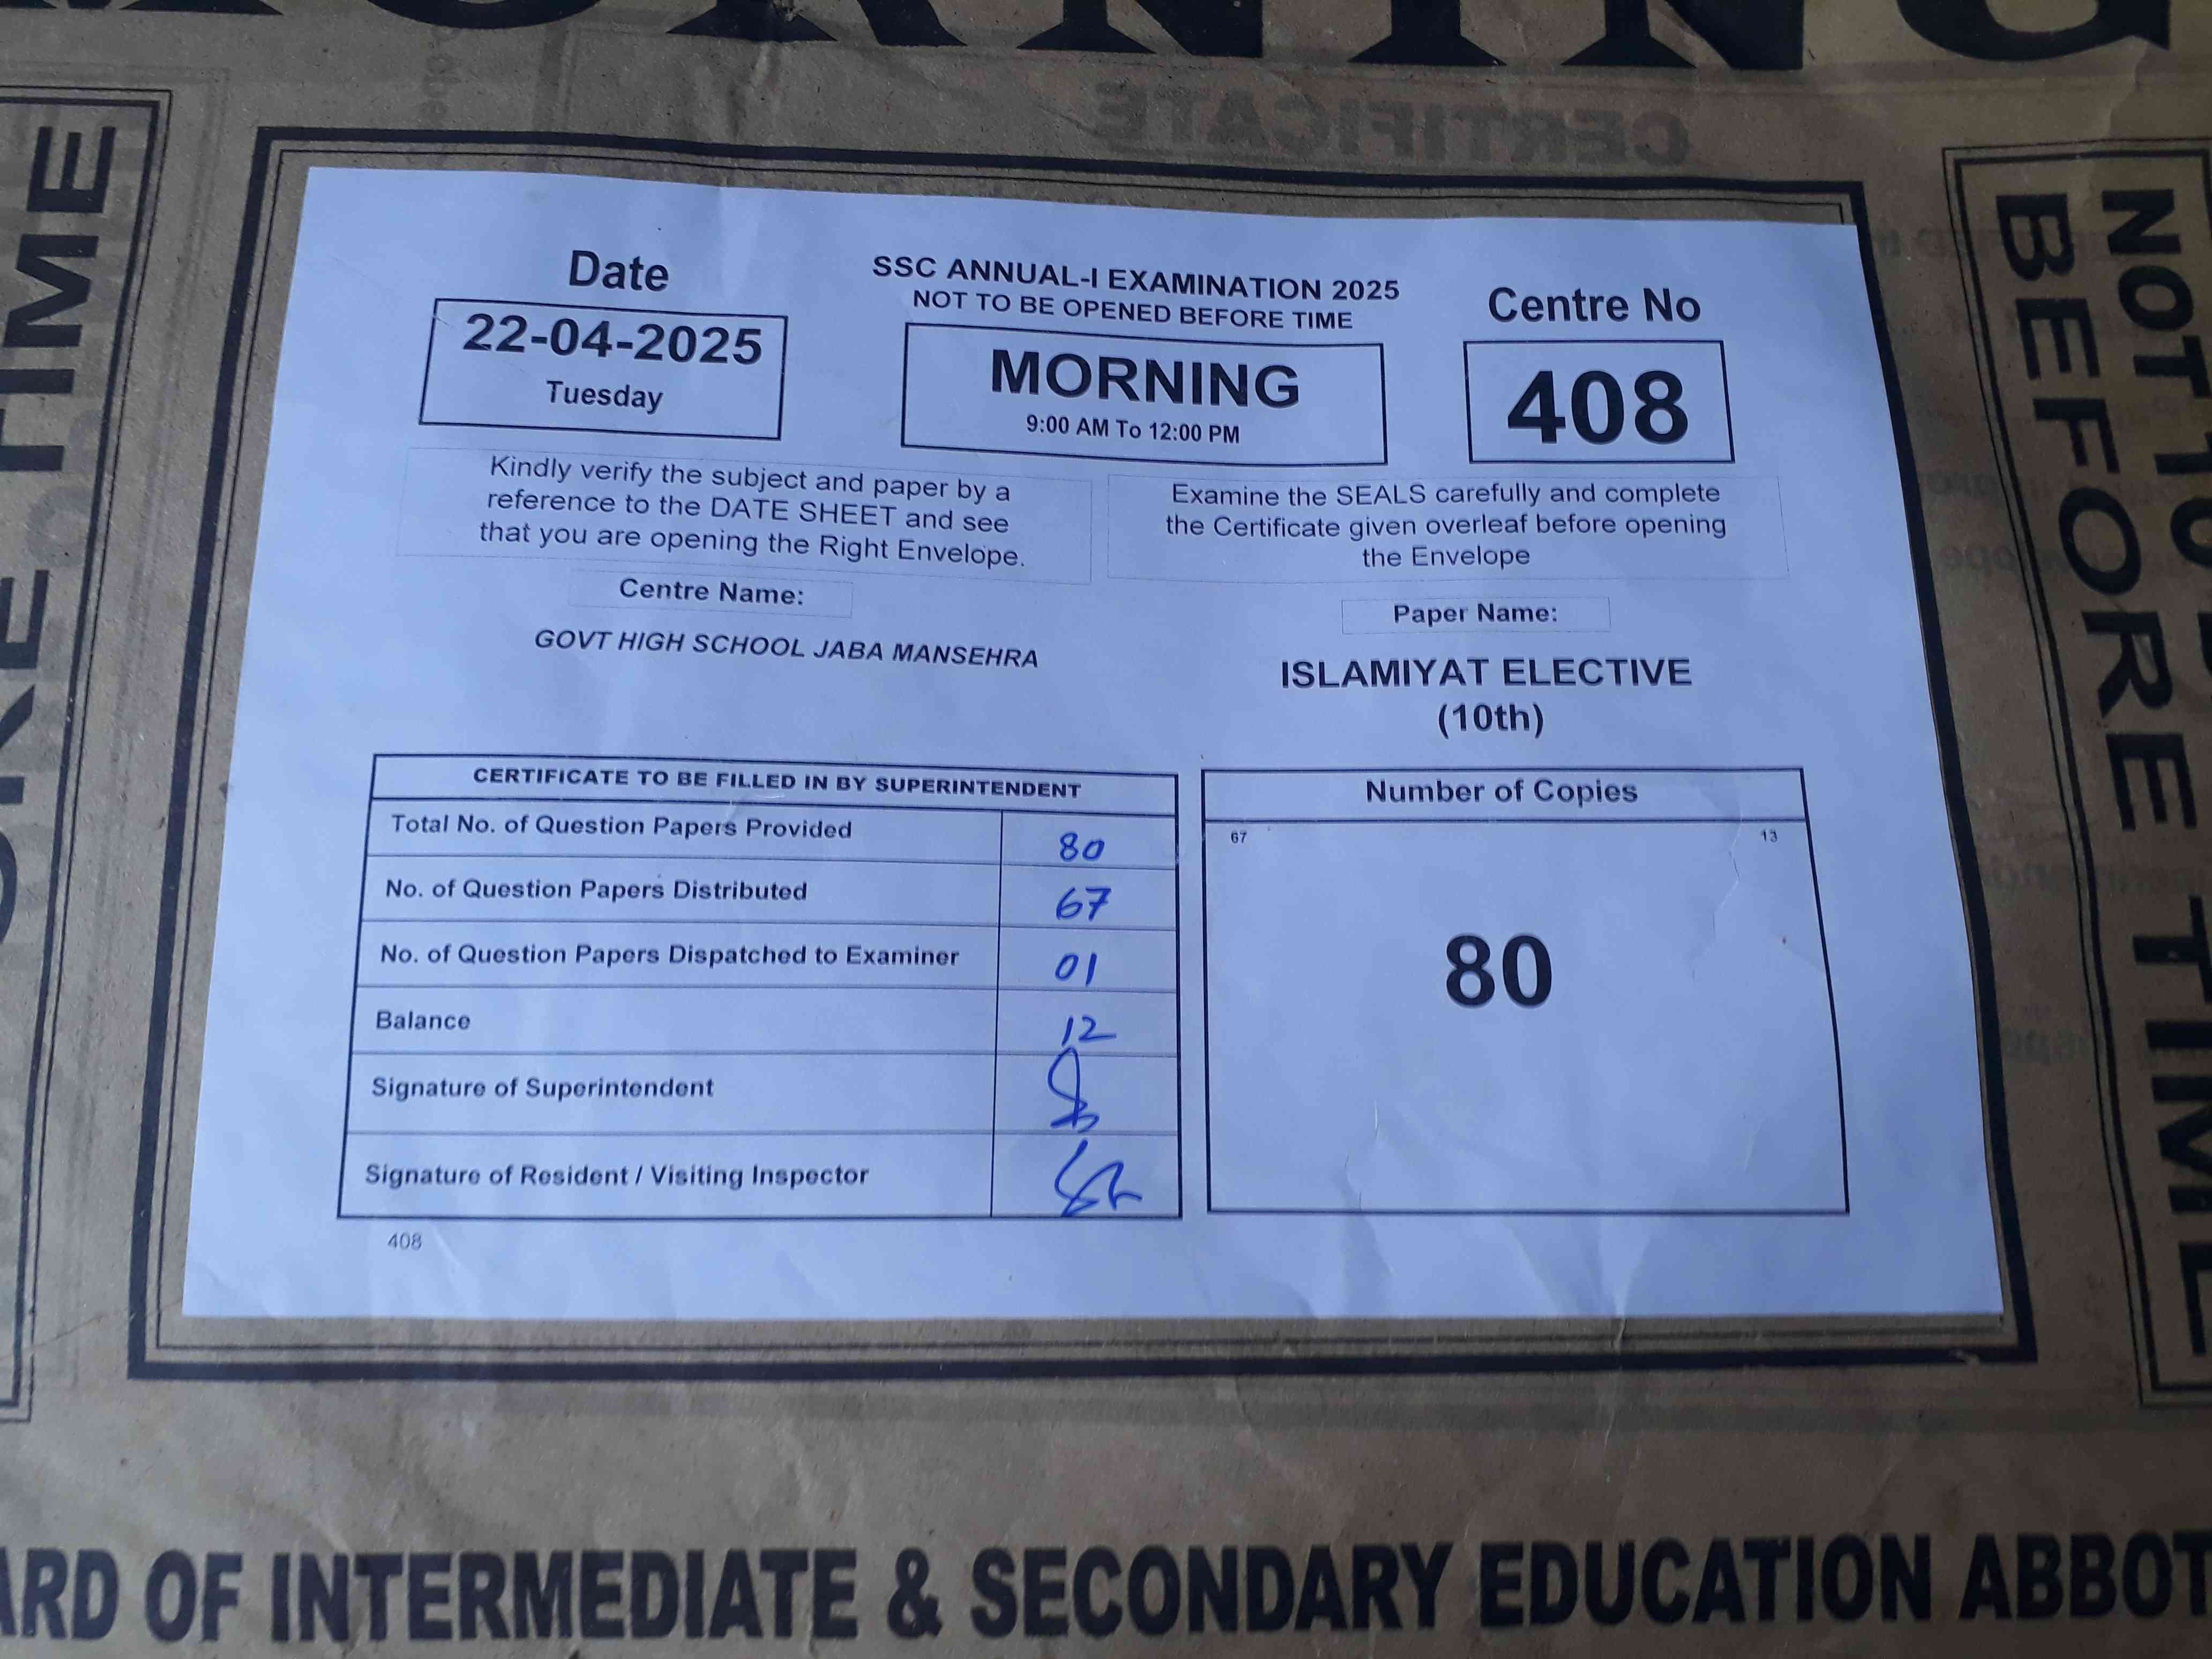 CERTIFICATE
NOT TO B
BEFORE TIME
Date
22-04-2025
Tuesday
SSC ANNUAL-I EXAMINATION 2025
NOT TO BE OPENED BEFORE TIME
MORNING
9:00 AM To 12:00 PM
Centre No
408
Kindly verify the subject and paper by a
reference to the DATE SHEET and see
that you are opening the Right Envelope.
Examine the SEALS carefully and complete
the Certificate given overleaf before opening
the Envelope
Centre Name:
GOVT HIGH SCHOOL JABA MANSEHRA
Paper Name:
ISLAMIYAT ELECTIVE
(10th)
CERTIFICATE TO BE FILLED IN BY SUPERINTENDENT
Total No. of Question Papers Provided 80
No. of Question Papers Distributed 67
No. of Question Papers Dispatched to Examiner 01
Balance 12
Signature of Superintendent
Signature of Resident / Visiting Inspector
408
Number of Copies
67 13
80
ARD OF INTERMEDIATE & SECONDARY EDUCATION ABBOT